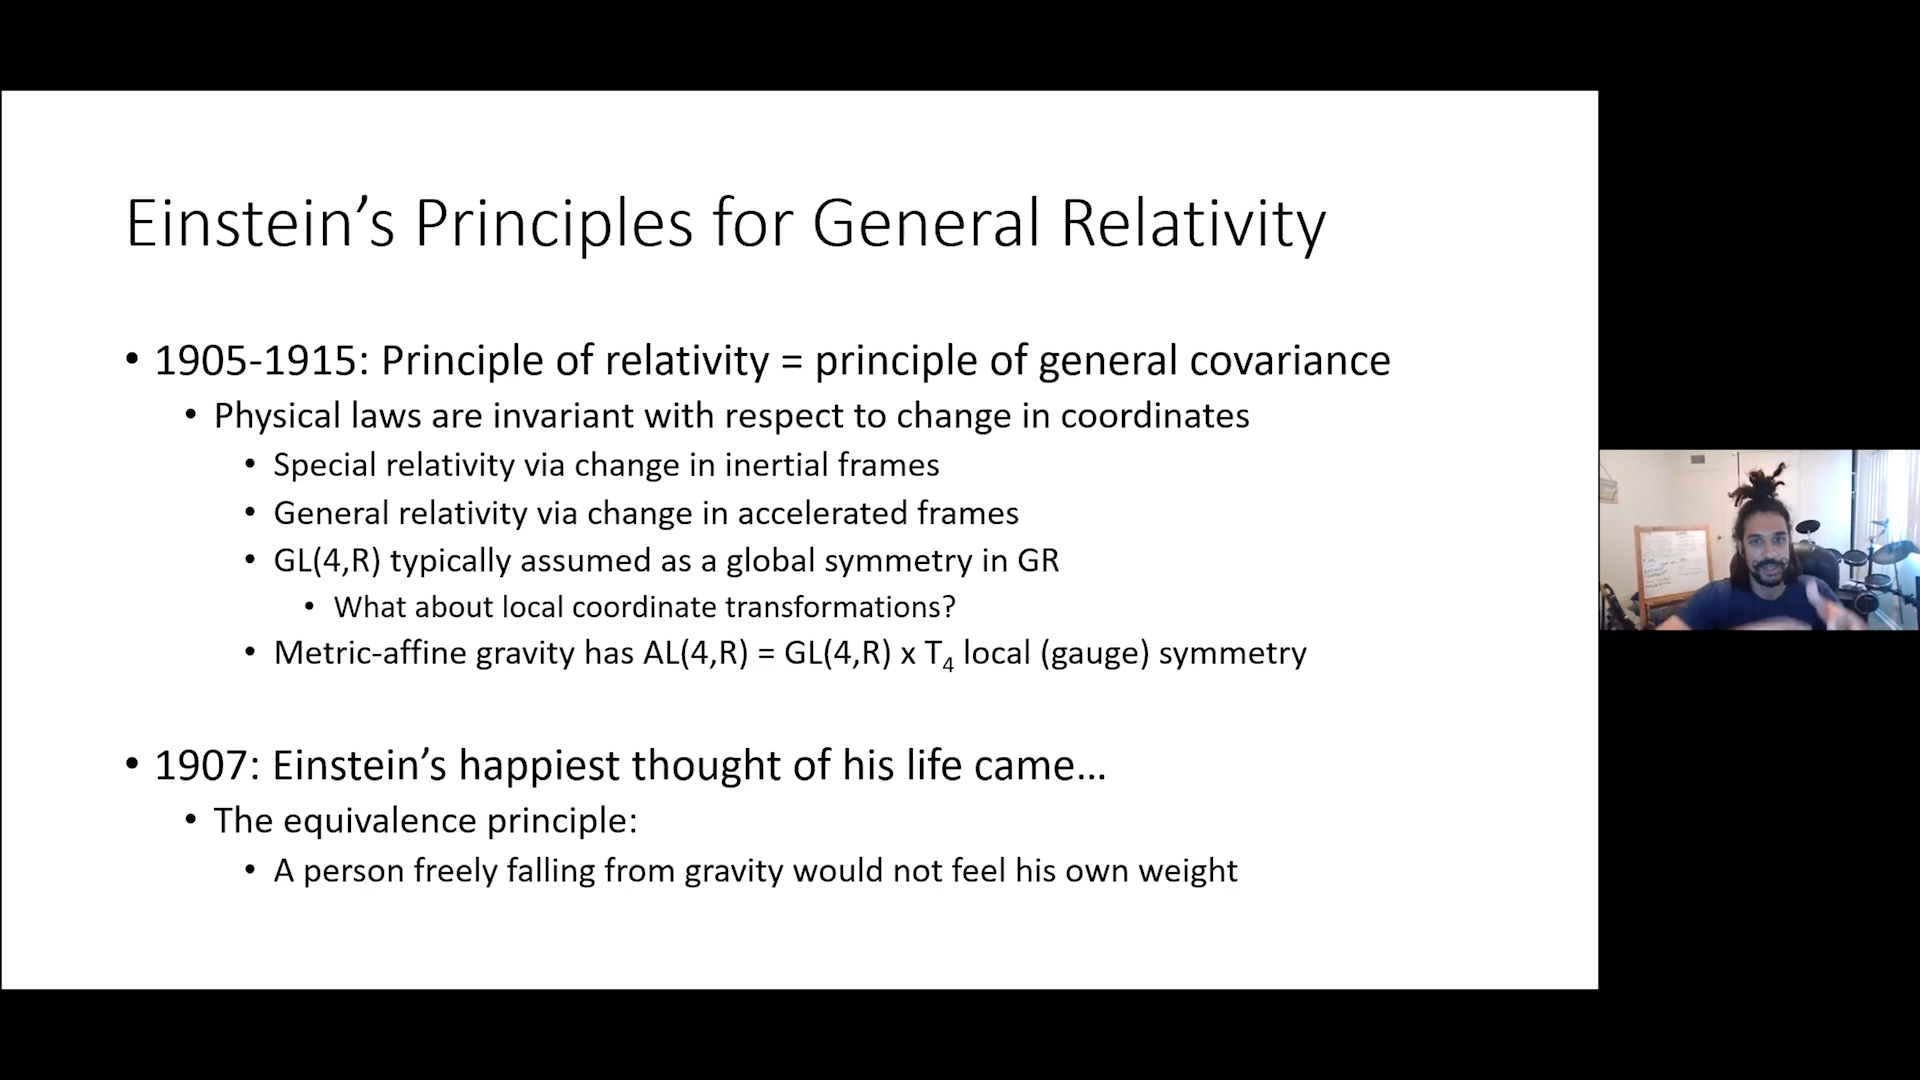 Einstein’s Principles for General Relativity
• 1905-1915: Principle of relativity = principle of general covariance
• Physical laws are invariant with respect to change in coordinates
• Special relativity via change in inertial frames
• General relativity via change in accelerated frames
• GL(4,R) typically assumed as a global symmetry in GR
• What about local coordinate transformations?
• Metric-affine gravity has AL(4,R) = GL(4,R) x T₄ local (gauge) symmetry
• 1907: Einstein’s happiest thought of his life came…
• The equivalence principle:
• A person freely falling from gravity would not feel his own weight